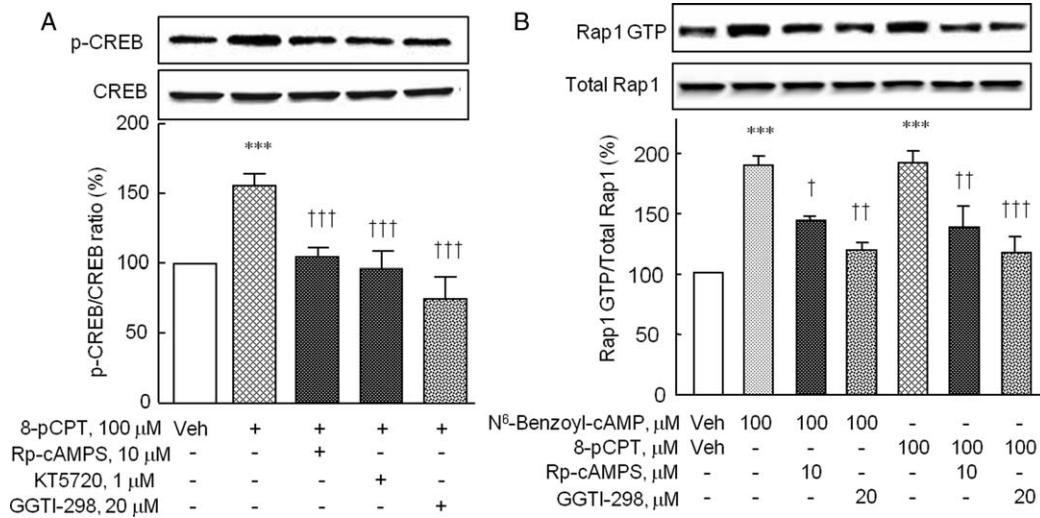 A
p-CREB
CREB
p-CREB/CREB ratio (%)
200
150
100
50
0
***
†††
†††
†††
8-pCPT, 100 µM Veh + + + +
Rp-cAMPS, 10 µM - - + - -
KT5720, 1 µM - - - + -
GGTI-298, 20 µM - - - - +
B
Rap1 GTP
Total Rap1
Rap1 GTP/Total Rap1 (%)
200
150
100
50
0
***
†
††
***
††
†††
N⁶-Benzoyl-cAMP, µM Veh 100 100 100 - - -
8-pCPT, µM Veh - - - 100 100 100
Rp-cAMPS, µM - - 10 - - 10 -
GGTI-298, µM - - - 20 - - 20